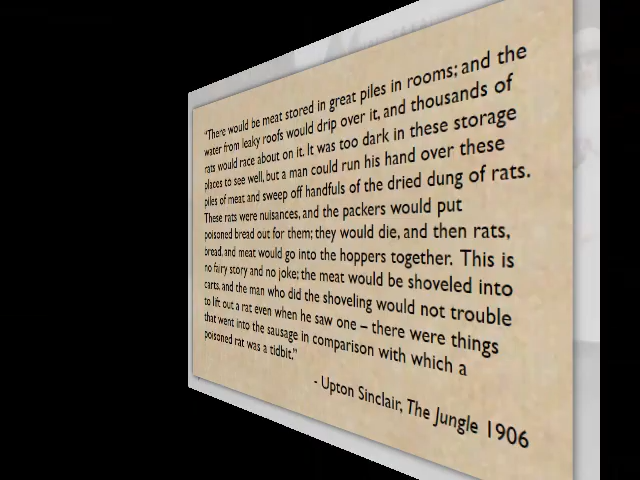 "There would be meat stored in great piles in rooms; and the
water from leaky roofs would drip over it, and thousands of
rats would race about on it. It was too dark in these storage
places to see well, but a man could run his hand over these
piles of meat and sweep off handfuls of the dried dung of rats.
These rats were nuisances, and the packers would put
poisoned bread out for them; they would die, and then rats,
bread, and meat would go into the hoppers together. This is
no fairy story and no joke; the meat would be shoveled into
carts, and the man who did the shoveling would not trouble
to lift out a rat even when he saw one – there were things
that went into the sausage in comparison with which a
poisoned rat was a tidbit."
- Upton Sinclair, The Jungle 1906